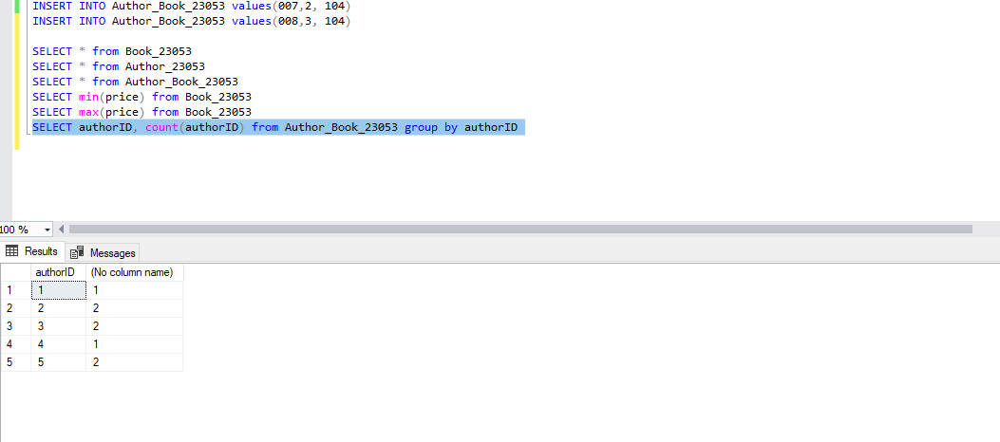 INSERT INTO Author_Book_23053 values(007,2, 104)
INSERT INTO Author_Book_23053 values(008,3, 104)
SELECT * from Book_23053
SELECT * from Author_23053
SELECT * from Author_Book_23053
SELECT min(price) from Book_23053
SELECT max(price) from Book_23053
SELECT authorID, count(authorID) from Author_Book_23053 group by authorID
100 %
Results Messages
authorID (No column name)
1 1 1
2 2 2
3 3 2
4 4 1
5 5 2